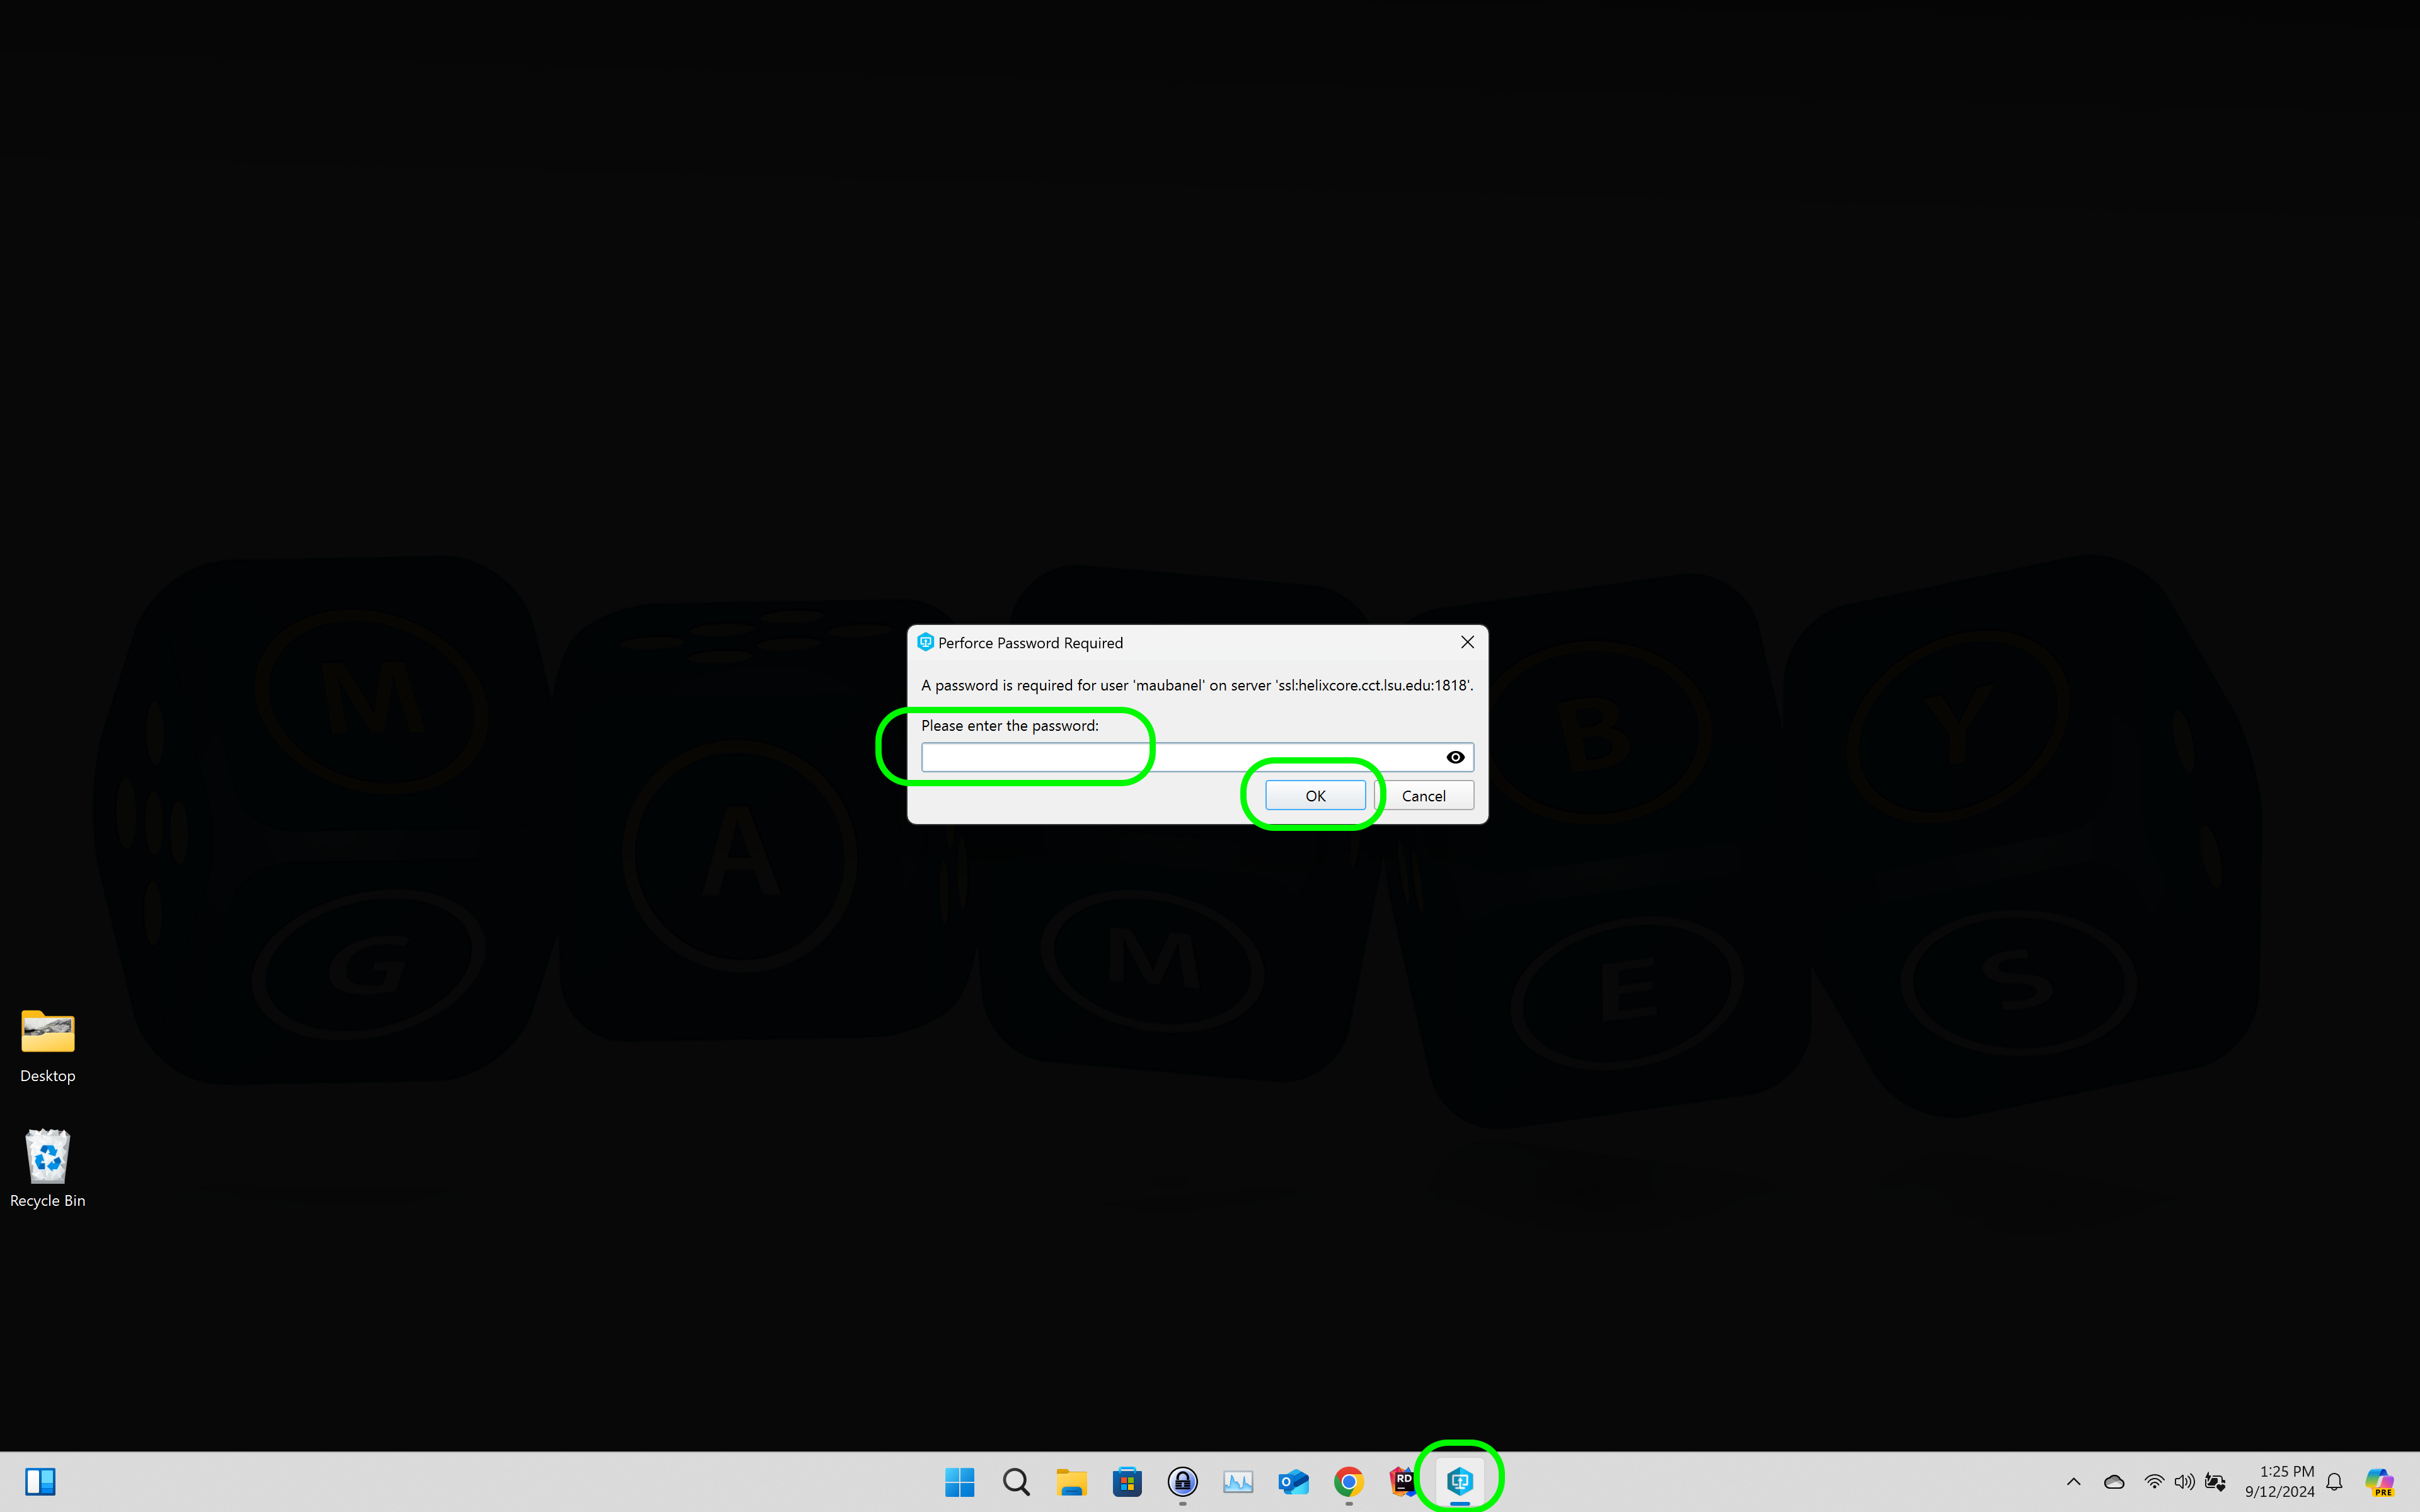 M
A
B
Y
G
M
E
S
Perforce Password Required
A password is required for user 'maubanel' on server 'ssl:helixcore.cct.lsu.edu:1818'.
Please enter the password:
OK
Cancel
Desktop
Recycle Bin
RD
1:25 PM
9/12/2024
PRE